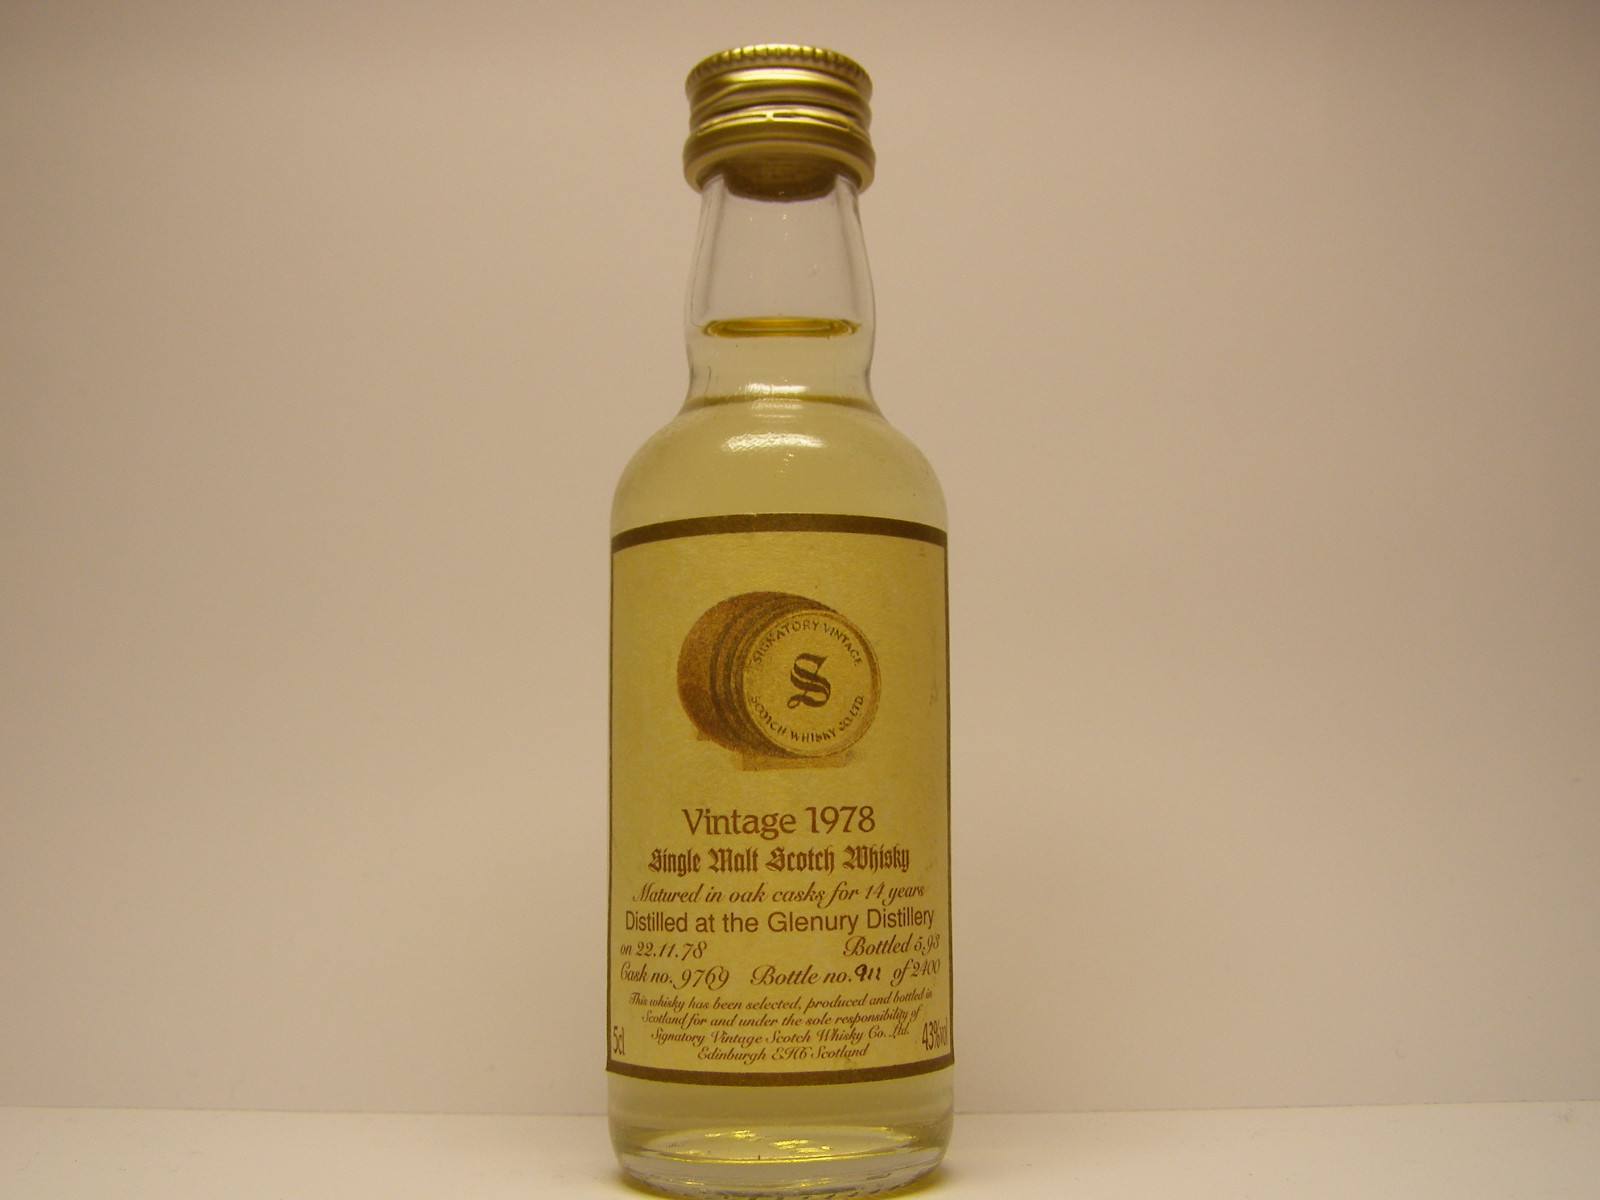 SIGNATORY VINTAGE
S
SCOTCH WHISKY CO. LTD.
Vintage 1978
Single Malt Scotch Whisky
Matured in oak casks for 14 years
Distilled at the Glenury Distillery
on 22.11.78 Bottled 5.93
Cask no. 9769 Bottle no. 911 of 2400
This whisky has been selected, produced and bottled in
Scotland for and under the sole responsibility of
Signatory Vintage Scotch Whisky Co. Ltd.
Edinburgh EH6 Scotland
5cl 43%vol